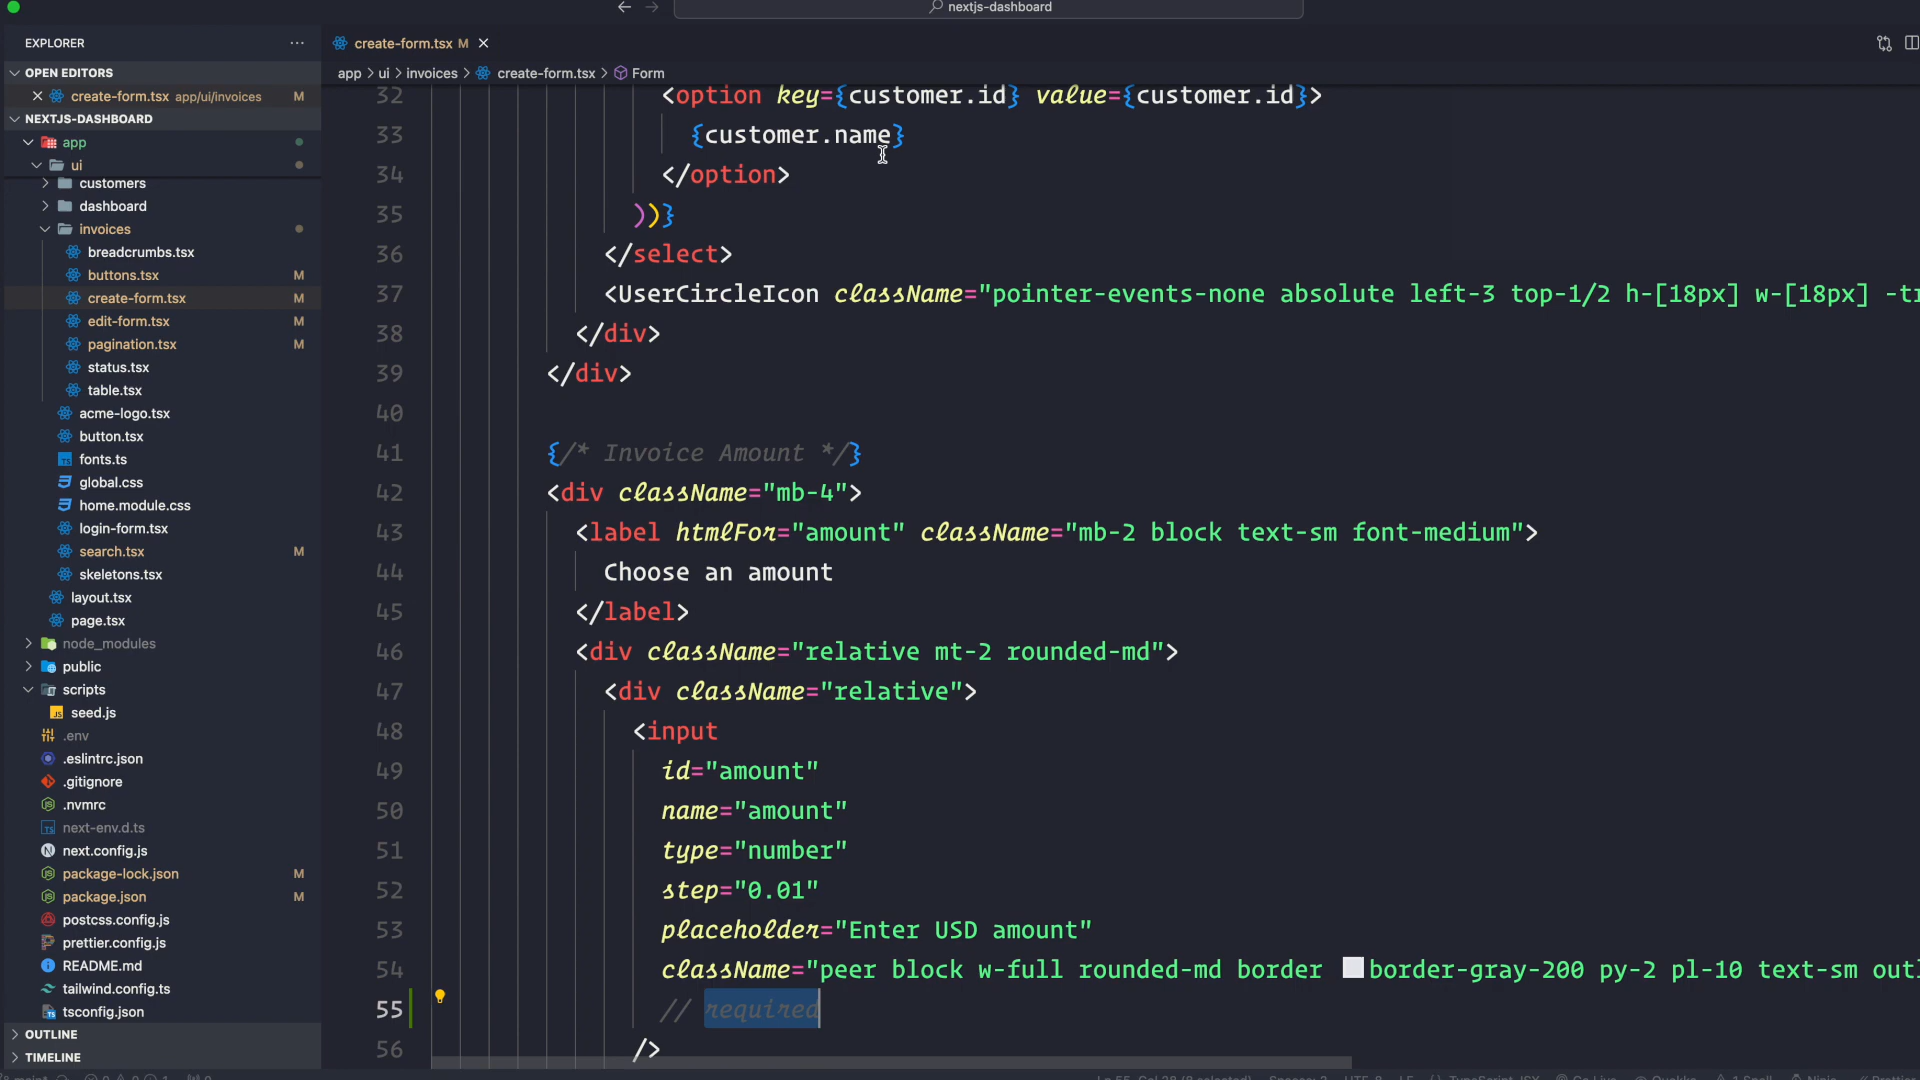 nextjs-dashboard
EXPLORER
OPEN EDITORS
create-form.tsx app/ui/invoices M
NEXTJS-DASHBOARD
app
ui
customers
dashboard
invoices
breadcrumbs.tsx
buttons.tsx M
create-form.tsx M
edit-form.tsx M
pagination.tsx M
status.tsx
table.tsx
acme-logo.tsx
button.tsx
fonts.ts
global.css
home.module.css
login-form.tsx
search.tsx M
skeletons.tsx
layout.tsx
page.tsx
node_modules
public
scripts
seed.js
.env
.eslintrc.json
.gitignore
.nvmrc
next-env.d.ts
next.config.js
package-lock.json M
package.json M
postcss.config.js
prettier.config.js
README.md
tailwind.config.ts
tsconfig.json
OUTLINE
TIMELINE
create-form.tsx M
app > ui > invoices > create-form.tsx > Form
32 <option key={customer.id} value={customer.id}>
33 {customer.name}
34 </option>
35 ))}
36 </select>
37 <UserCircleIcon className="pointer-events-none absolute left-3 top-1/2 h-[18px] w-[18px]
38 </div>
39 </div>
40
41 {/* Invoice Amount */}
42 <div className="mb-4">
43 <label htmlFor="amount" className="mb-2 block text-sm font-medium">
44 Choose an amount
45 </label>
46 <div className="relative mt-2 rounded-md">
47 <div className="relative">
48 <input
49 id="amount"
50 name="amount"
51 type="number"
52 step="0.01"
53 placeholder="Enter USD amount"
54 className="peer block w-full rounded-md border border-gray-200 py-2 pl-10 text-sm
55 // required
56 />